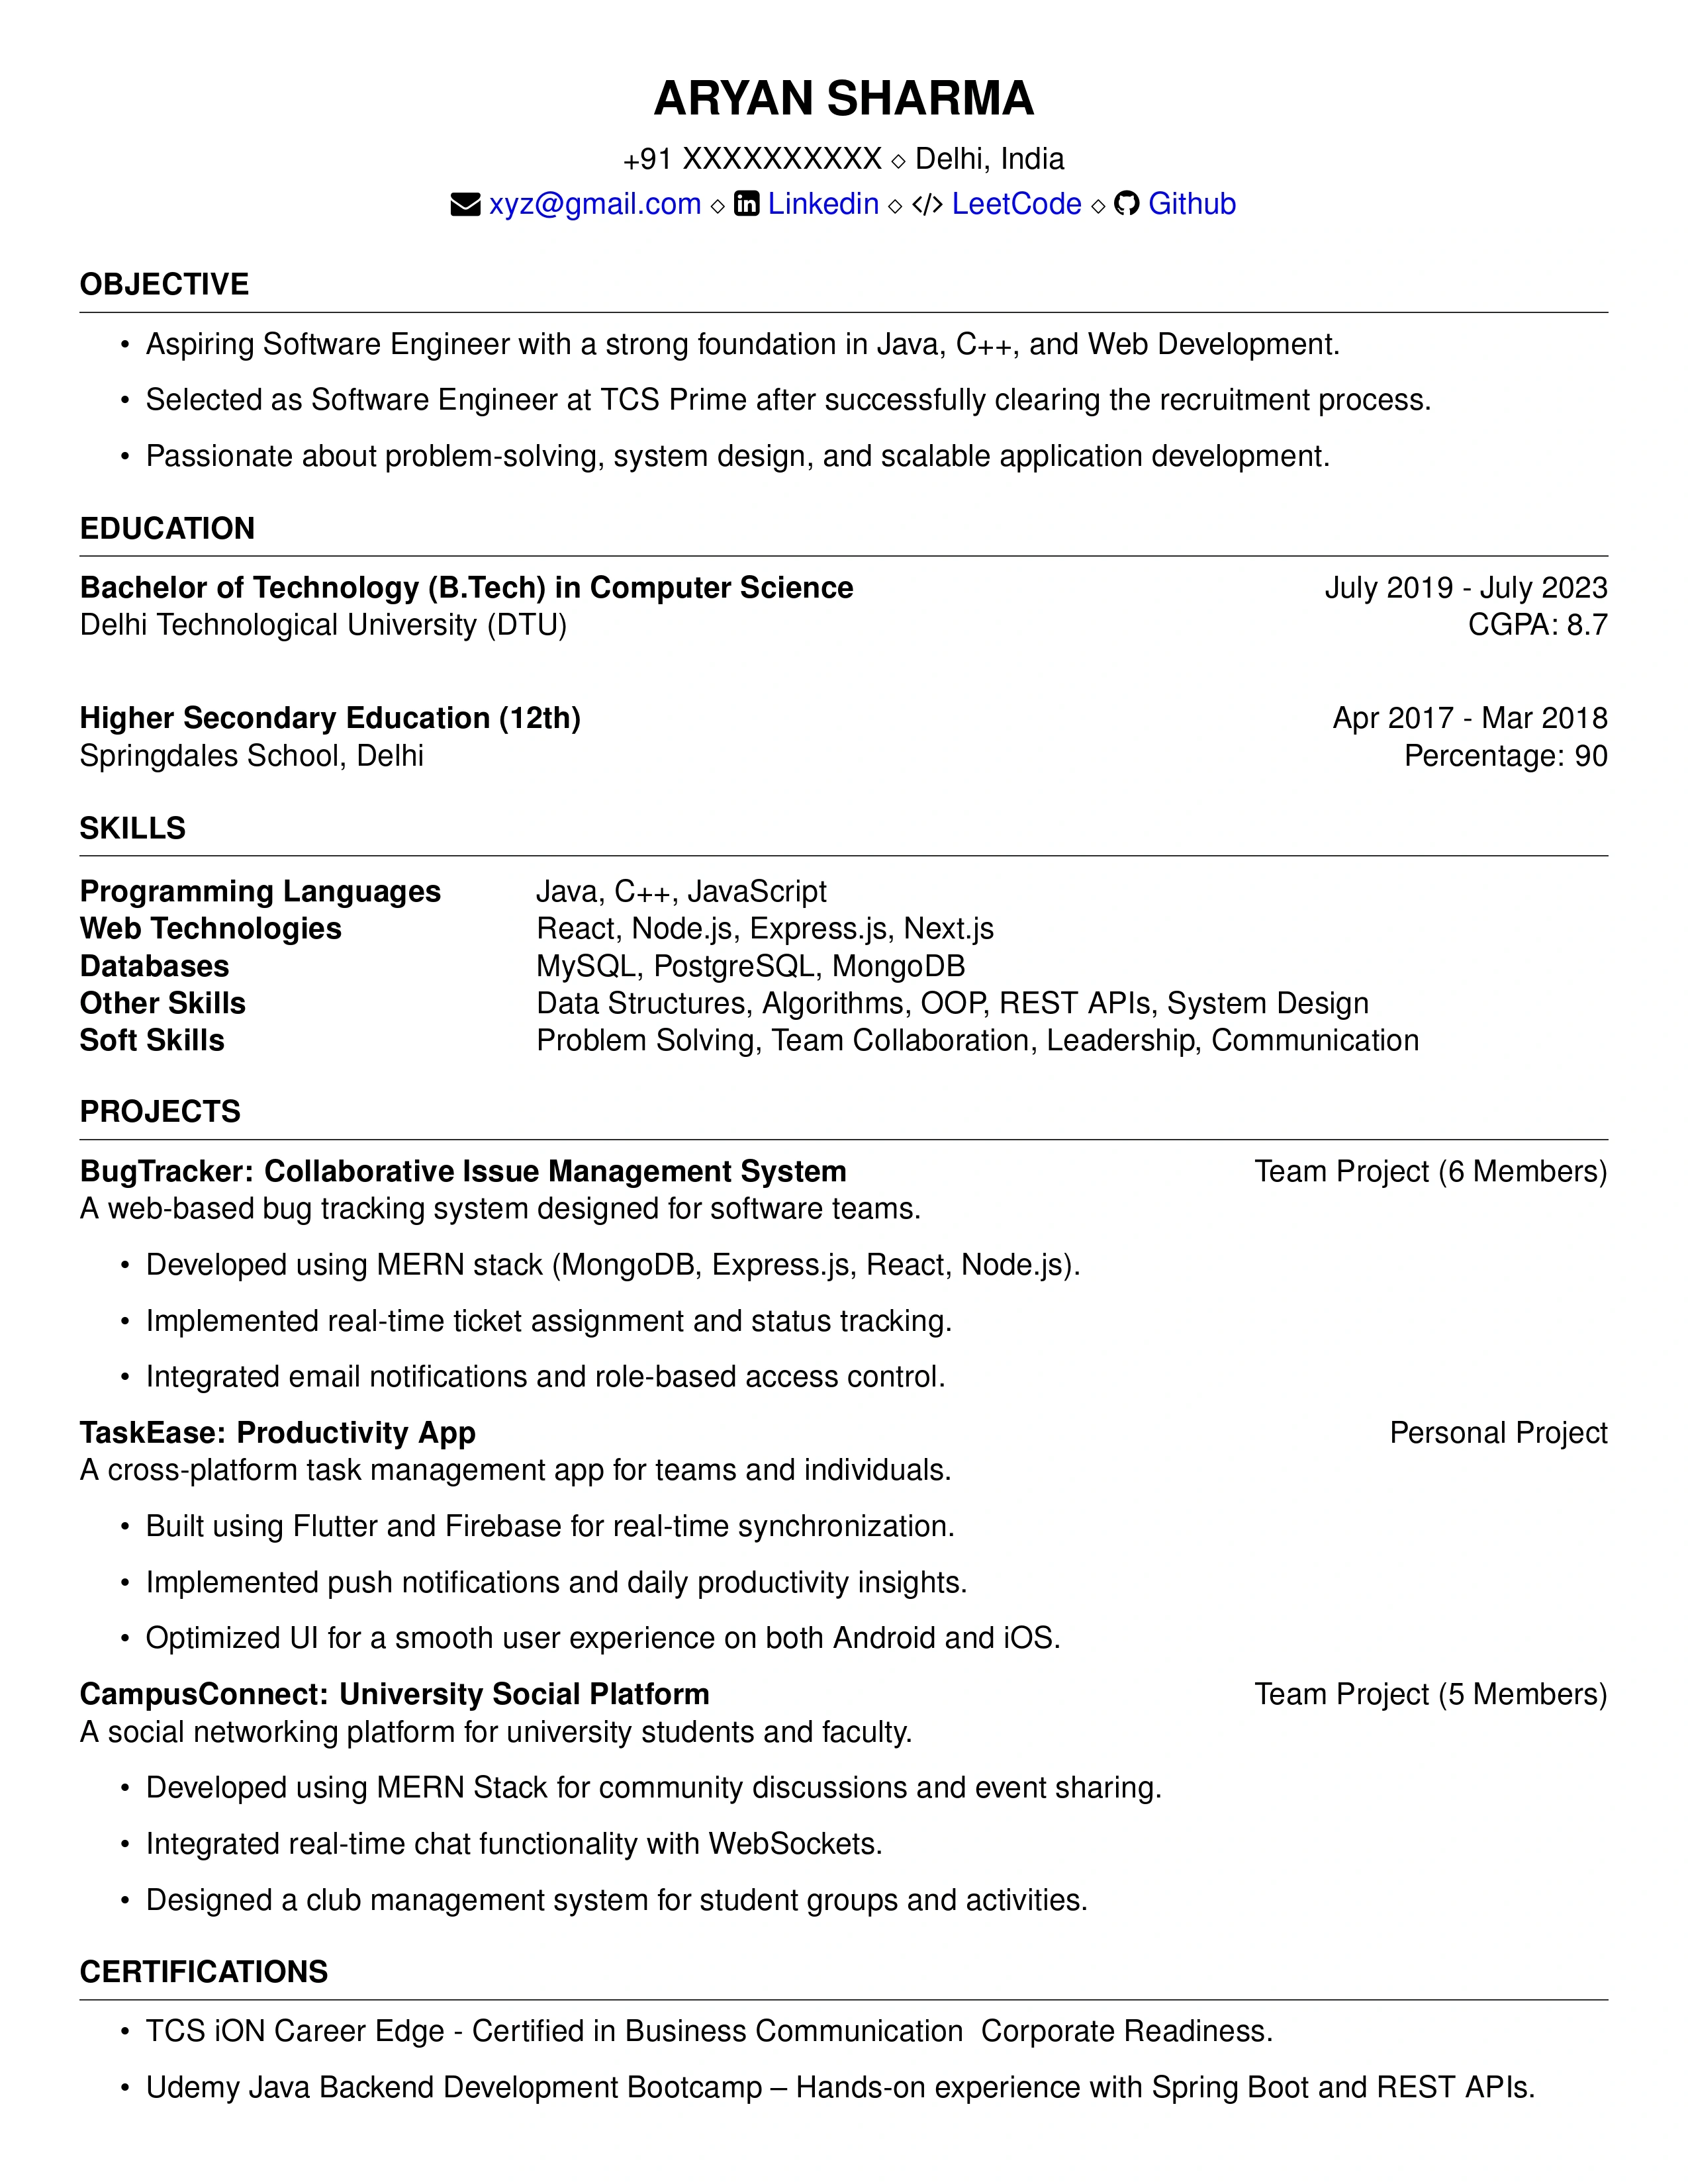 ARYAN SHARMA
+91 XXXXXXXXXX ⋄ Delhi, India
xyz@gmail.com ⋄ Linkedin ⋄ </> LeetCode ⋄ Github
OBJECTIVE
• Aspiring Software Engineer with a strong foundation in Java, C++, and Web Development.
• Selected as Software Engineer at TCS Prime after successfully clearing the recruitment process.
• Passionate about problem-solving, system design, and scalable application development.
EDUCATION
Bachelor of Technology (B.Tech) in Computer Science July 2019 - July 2023
Delhi Technological University (DTU) CGPA: 8.7
Higher Secondary Education (12th) Apr 2017 - Mar 2018
Springdales School, Delhi Percentage: 90
SKILLS
Programming Languages Java, C++, JavaScript
Web Technologies React, Node.js, Express.js, Next.js
Databases MySQL, PostgreSQL, MongoDB
Other Skills Data Structures, Algorithms, OOP, REST APIs, System Design
Soft Skills Problem Solving, Team Collaboration, Leadership, Communication
PROJECTS
BugTracker: Collaborative Issue Management System Team Project (6 Members)
A web-based bug tracking system designed for software teams.
• Developed using MERN stack (MongoDB, Express.js, React, Node.js).
• Implemented real-time ticket assignment and status tracking.
• Integrated email notifications and role-based access control.
TaskEase: Productivity App Personal Project
A cross-platform task management app for teams and individuals.
• Built using Flutter and Firebase for real-time synchronization.
• Implemented push notifications and daily productivity insights.
• Optimized UI for a smooth user experience on both Android and iOS.
CampusConnect: University Social Platform Team Project (5 Members)
A social networking platform for university students and faculty.
• Developed using MERN Stack for community discussions and event sharing.
• Integrated real-time chat functionality with WebSockets.
• Designed a club management system for student groups and activities.
CERTIFICATIONS
• TCS iON Career Edge - Certified in Business Communication  Corporate Readiness.
• Udemy Java Backend Development Bootcamp – Hands-on experience with Spring Boot and REST APIs.